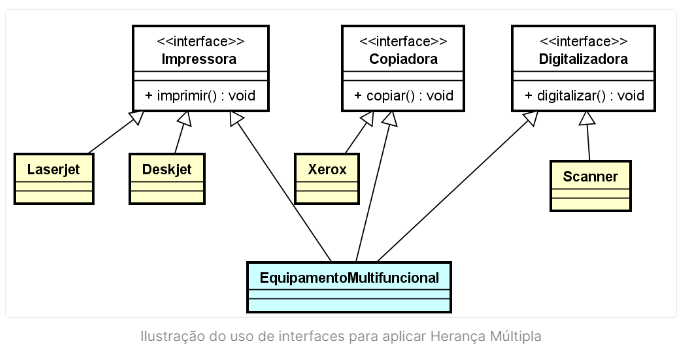 <<interface>>
Impressora
+ imprimir() : void
<<interface>>
Copiadora
+ copiar() : void
<<interface>>
Digitalizadora
+ digitalizar() : void
Laserjet
Deskjet
Xerox
Scanner
EquipamentoMultifuncional
Ilustração do uso de interfaces para aplicar Herança Múltipla